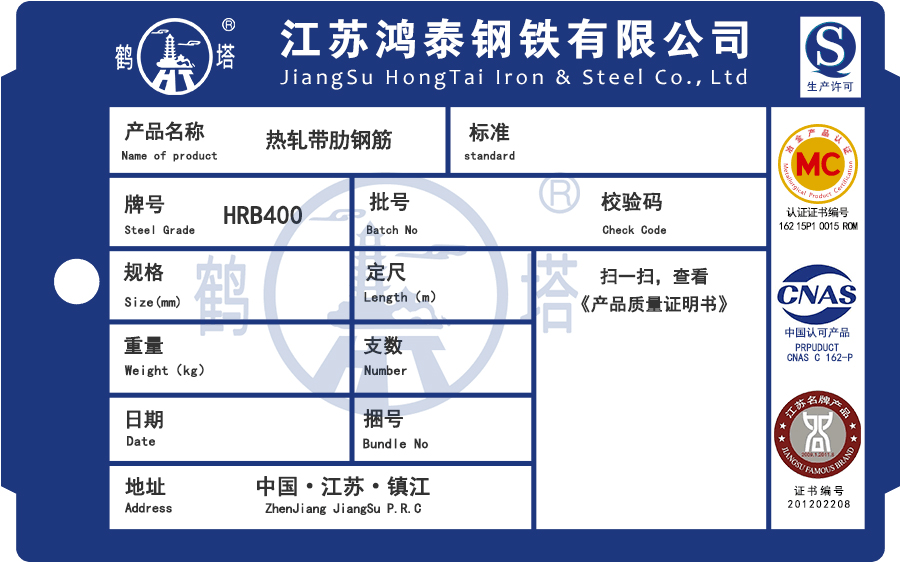 鹤塔®
江苏鸿泰钢铁有限公司
JiangSu HongTai Iron & Steel Co., Ltd
S
生产许可
产品名称
Name of product
热轧带肋钢筋
标准
standard
牌号
Steel Grade
HRB400
批号
Batch No
校验码
Check Code
规格
Size(mm)
定尺
Length (m)
扫一扫，查看
《产品质量证明书》
重量
Weight (kg)
支数
Number
日期
Date
捆号
Bundle No
地址
Address
中国·江苏·镇江
ZhenJiang JiangSu P.R.C
鹤塔®
冶金产品认证
MC
Metallurgical Product Certification
认证证书编号
162 15P1 0015 R0M
CNAS
中国认可产品
PRPUDUCT
CNAS C 162-P
江苏名牌产品
JIANGSU FAMOUS BRAND
证书编号
201202208